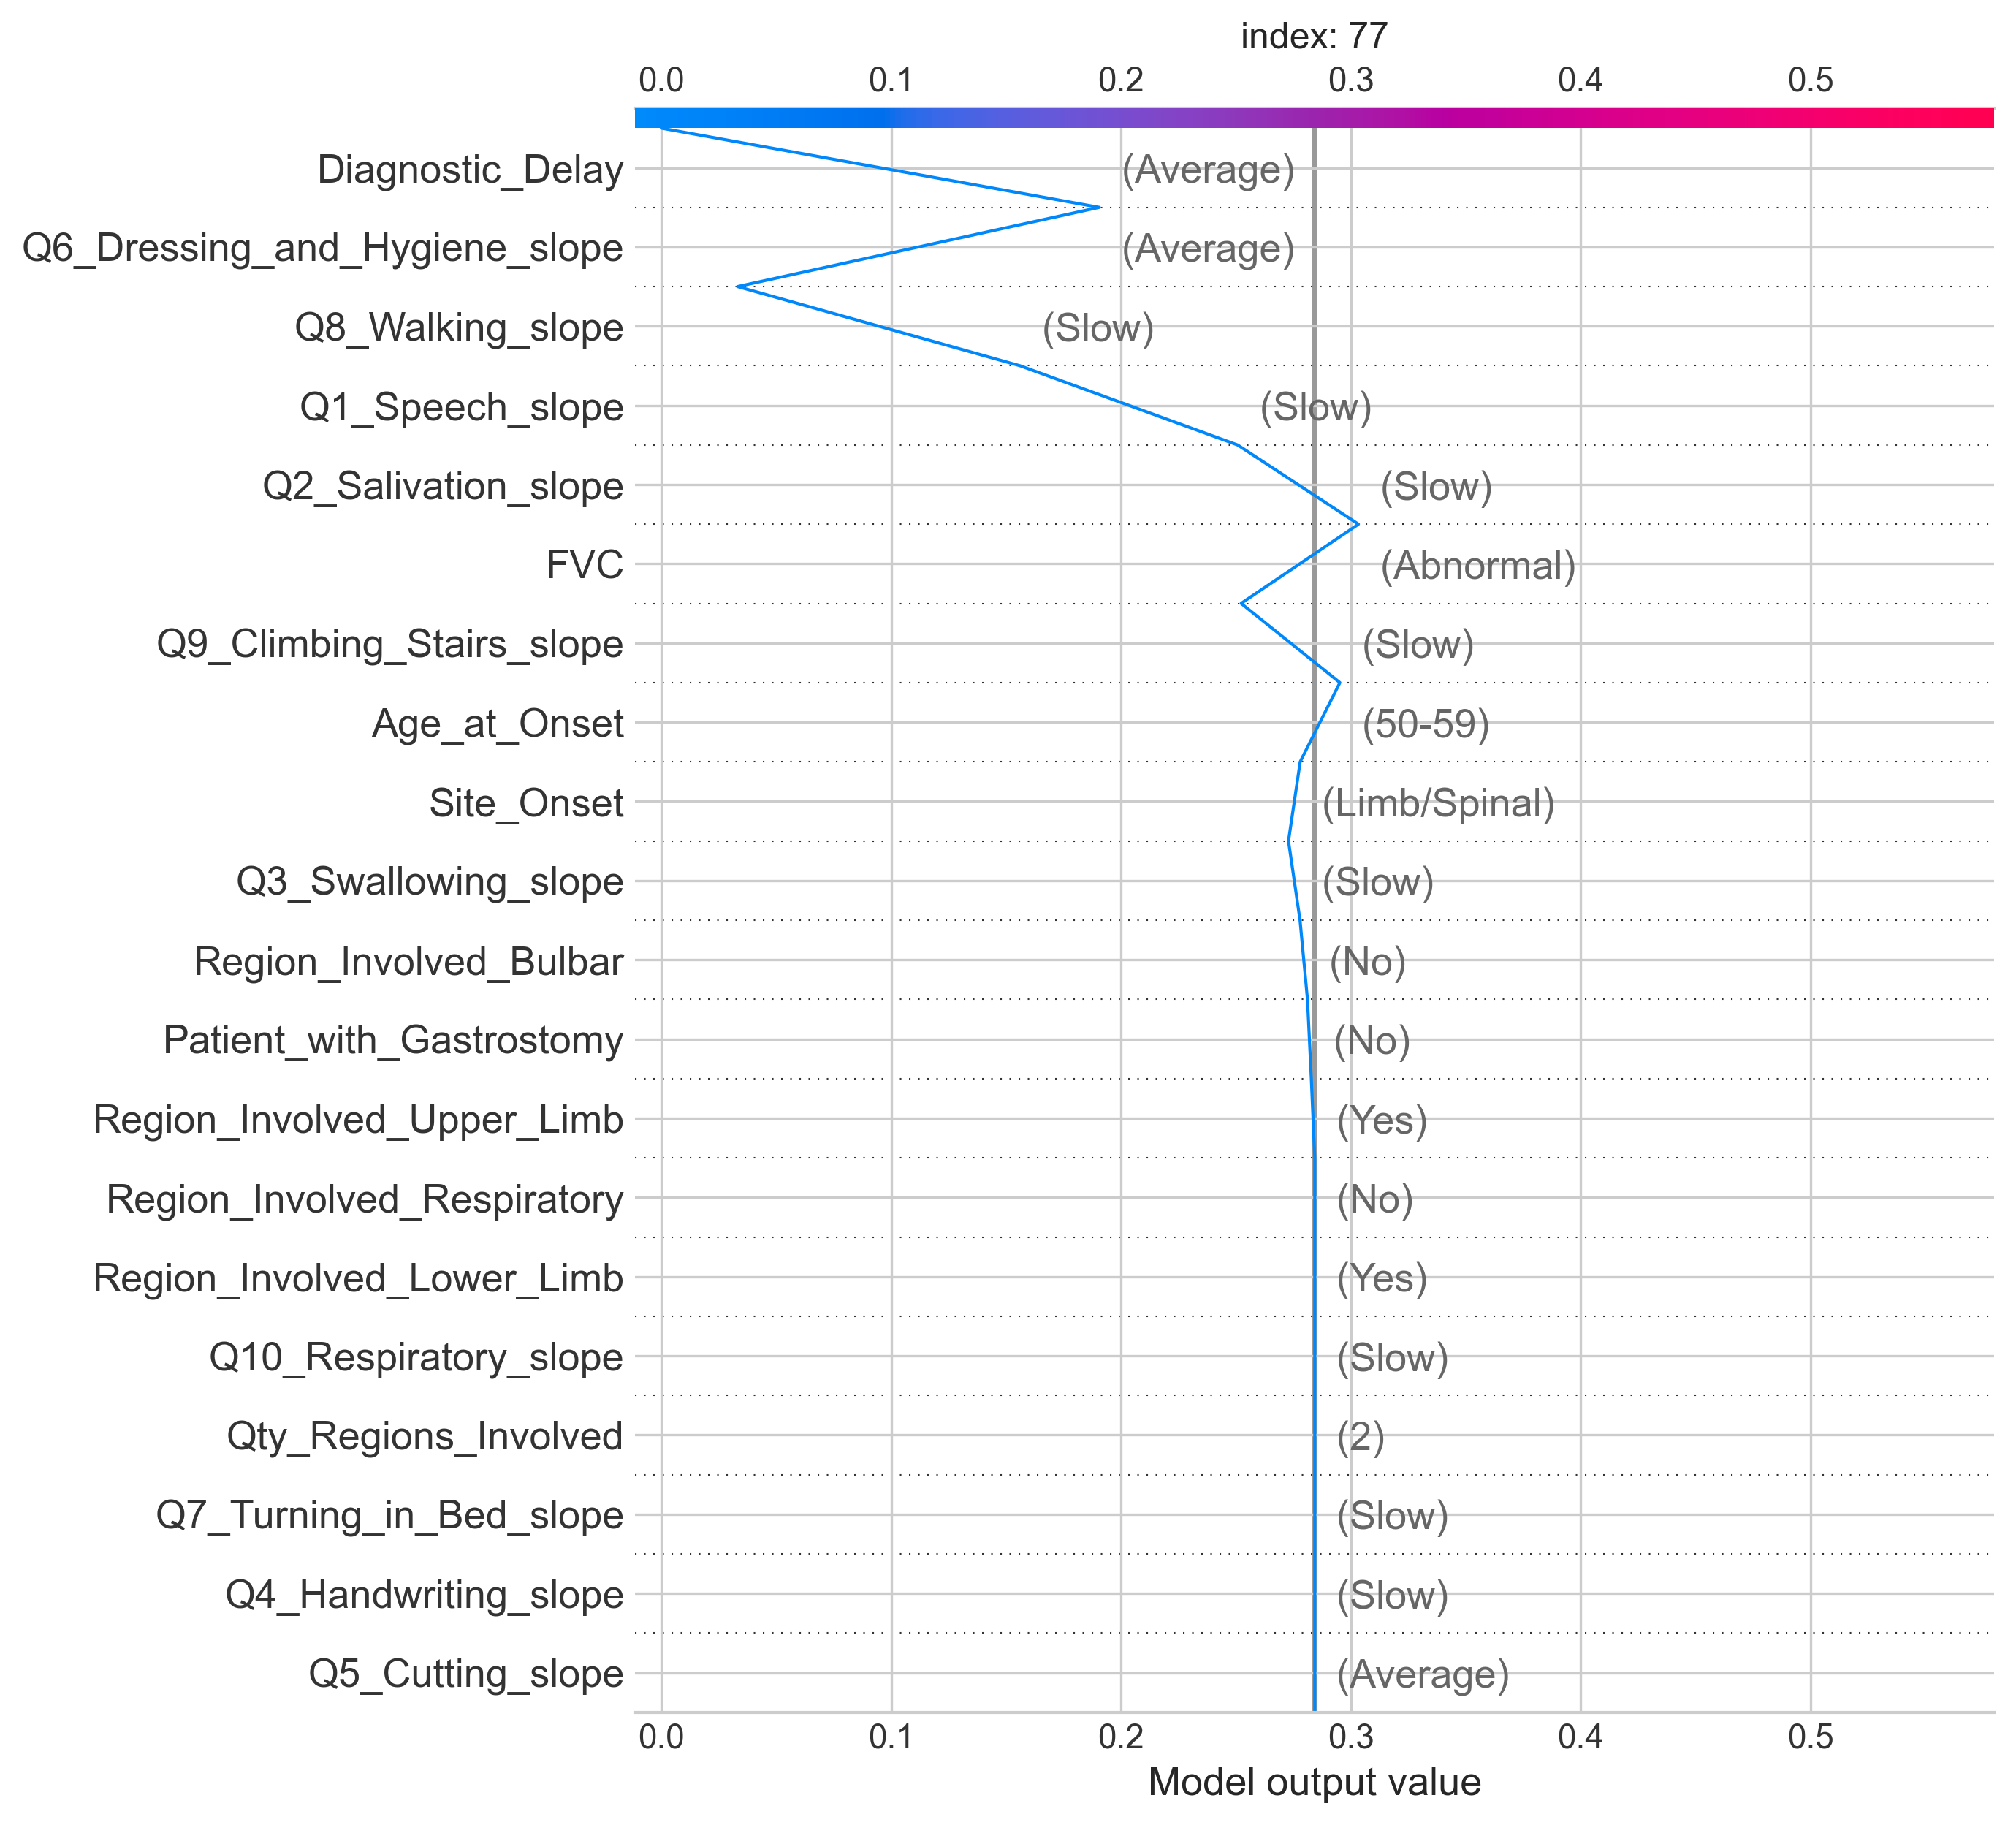 index: 77
0.0 0.1 0.2 0.3 0.4 0.5
Diagnostic_Delay (Average)
Q6_Dressing_and_Hygiene_slope (Average)
Q8_Walking_slope (Slow)
Q1_Speech_slope (Slow)
Q2_Salivation_slope (Slow)
FVC (Abnormal)
Q9_Climbing_Stairs_slope (Slow)
Age_at_Onset (50-59)
Site_Onset (Limb/Spinal)
Q3_Swallowing_slope (Slow)
Region_Involved_Bulbar (No)
Patient_with_Gastrostomy (No)
Region_Involved_Upper_Limb (Yes)
Region_Involved_Respiratory (No)
Region_Involved_Lower_Limb (Yes)
Q10_Respiratory_slope (Slow)
Qty_Regions_Involved (2)
Q7_Turning_in_Bed_slope (Slow)
Q4_Handwriting_slope (Slow)
Q5_Cutting_slope (Average)
0.0 0.1 0.2 0.3 0.4 0.5
Model output value